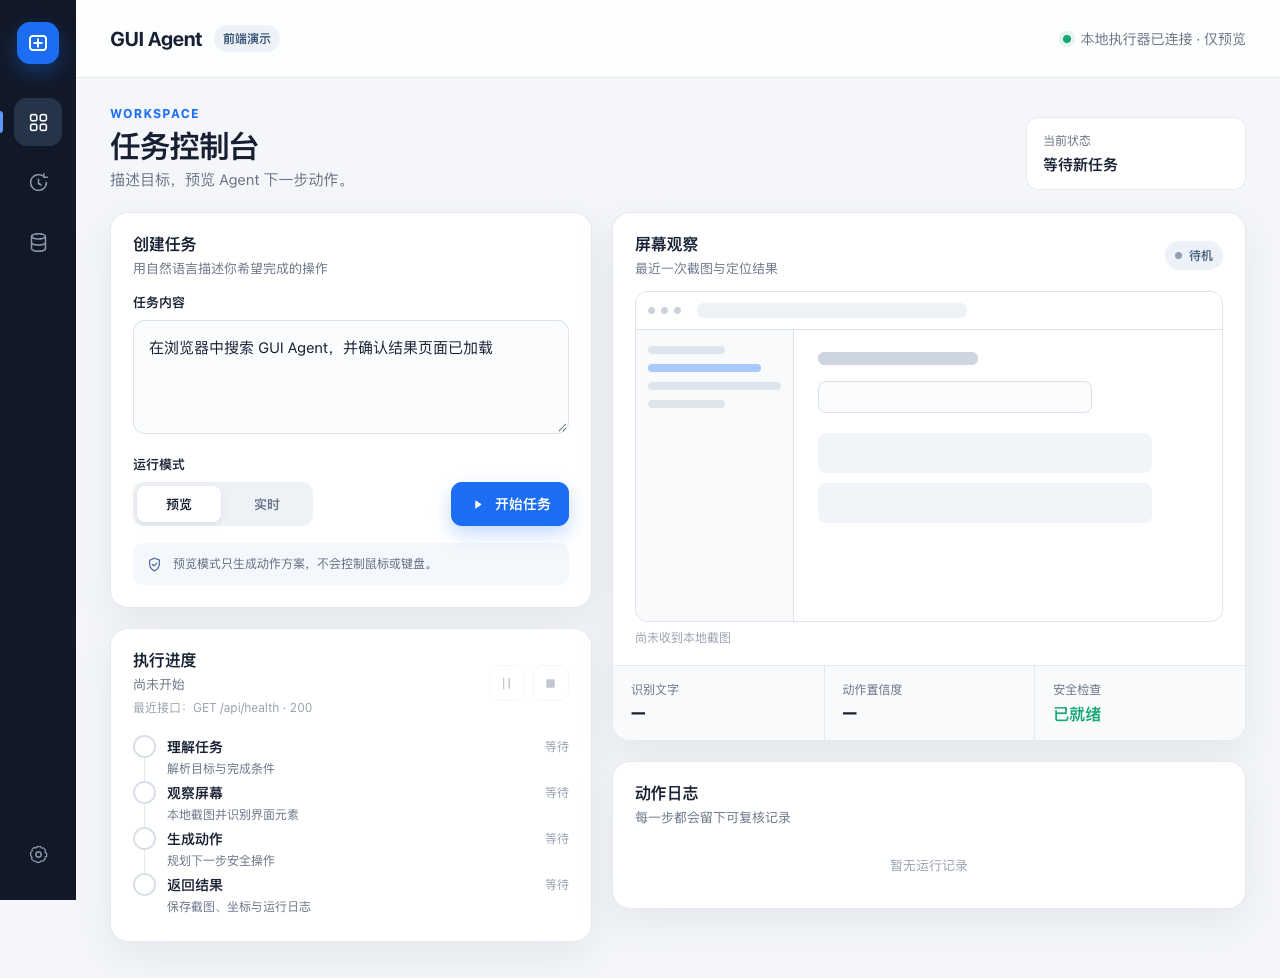 GUI Agent
前端演示
本地执行器已连接 · 仅预览
WORKSPACE
任务控制台
描述目标，预览 Agent 下一步动作。
当前状态
等待新任务
创建任务
用自然语言描述你希望完成的操作
任务内容
在浏览器中搜索 GUI Agent，并确认结果页面已加载
运行模式
预览
实时
开始任务
预览模式只生成动作方案，不会控制鼠标或键盘。
执行进度
尚未开始
最近接口：GET /api/health · 200
理解任务
等待
解析目标与完成条件
观察屏幕
等待
本地截图并识别界面元素
生成动作
等待
规划下一步安全操作
返回结果
等待
保存截图、坐标与运行日志
屏幕观察
最近一次截图与定位结果
待机
尚未收到本地截图
识别文字
—
动作置信度
—
安全检查
已就绪
动作日志
每一步都会留下可复核记录
暂无运行记录